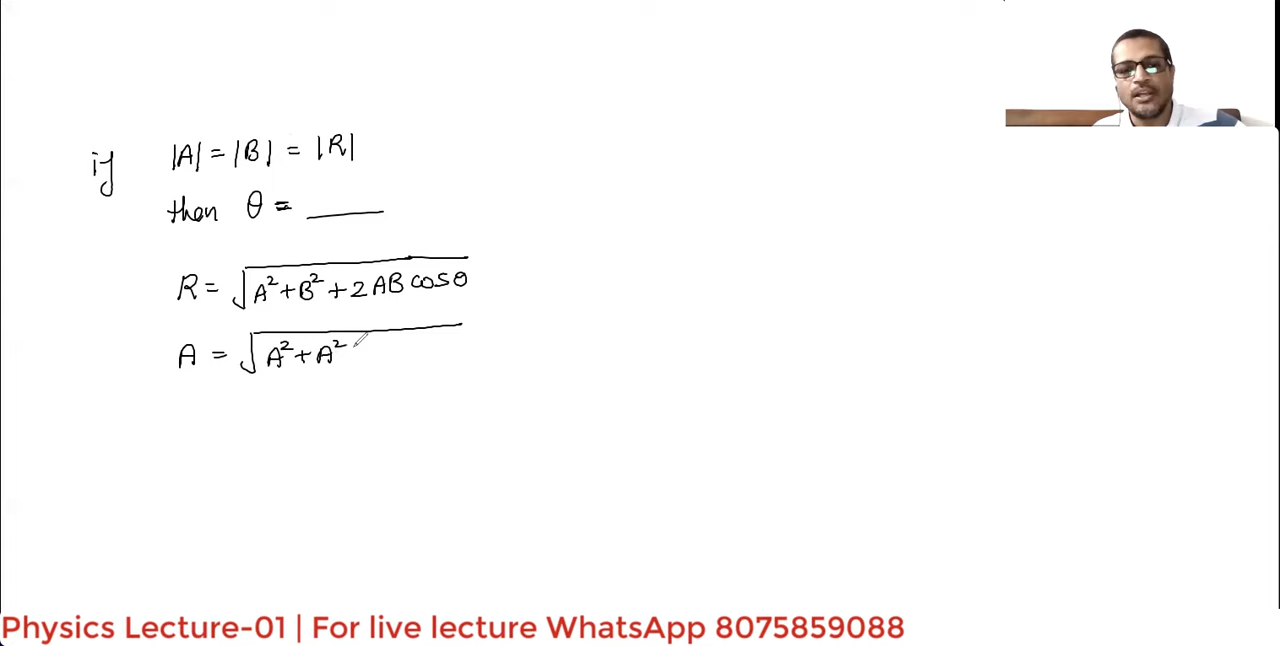 if |A| = |B| = |R|
then θ = ____
R = √A²+B²+2AB cosθ
A = √A²+A²
Physics Lecture-01 | For live lecture WhatsApp 8075859088